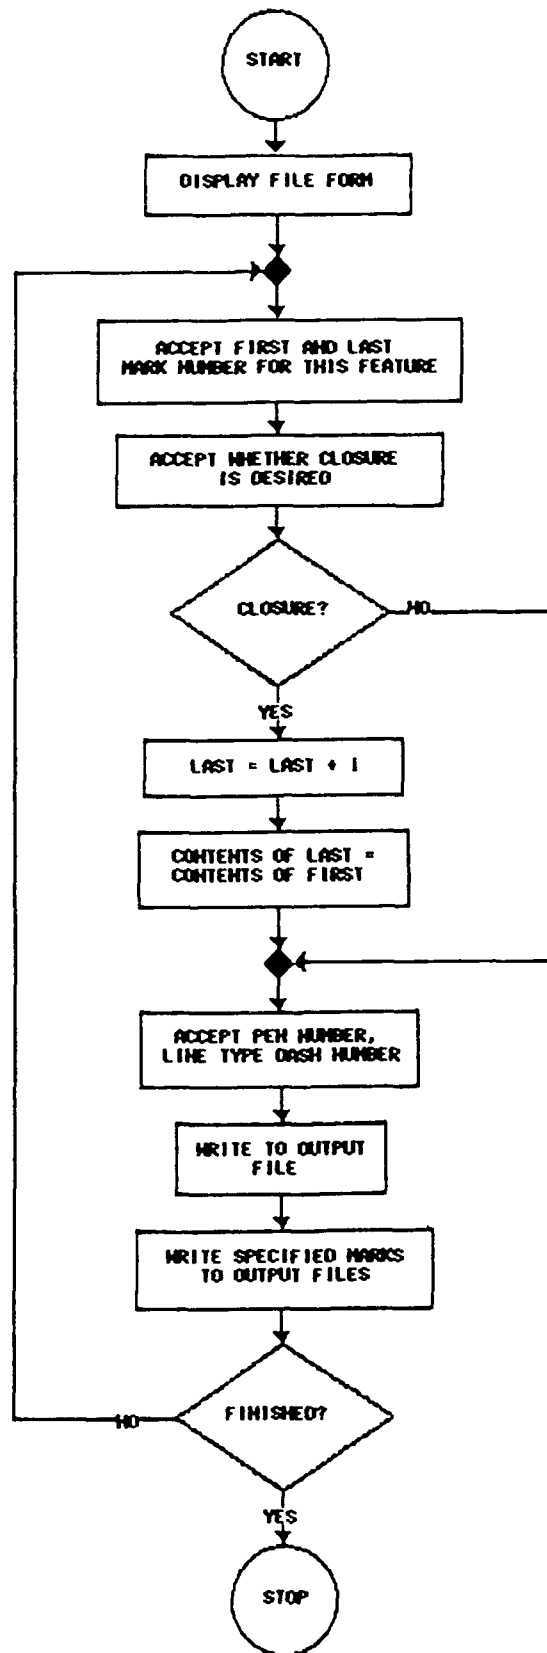 START
DISPLAY FILE FORM
ACCEPT FIRST AND LAST
MARK NUMBER FOR THIS FEATURE
ACCEPT WHETHER CLOSURE
IS DESIRED
CLOSURE?
NO
YES
LAST = LAST + 1
CONTENTS OF LAST =
CONTENTS OF FIRST
ACCEPT PEN NUMBER,
LINE TYPE DASH NUMBER
WRITE TO OUTPUT
FILE
WRITE SPECIFIED MARKS
TO OUTPUT FILES
FINISHED?
NO
YES
STOP